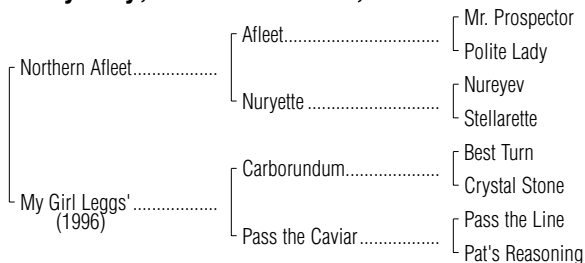 Mr. Prospector
Afleet
Polite Lady
Northern Afleet
Nureyev
Nuryette
Stellarette
Best Turn
Carborundum
Crystal Stone
My Girl Leggs'
(1996)
Pass the Line
Pass the Caviar
Pat's Reasoning